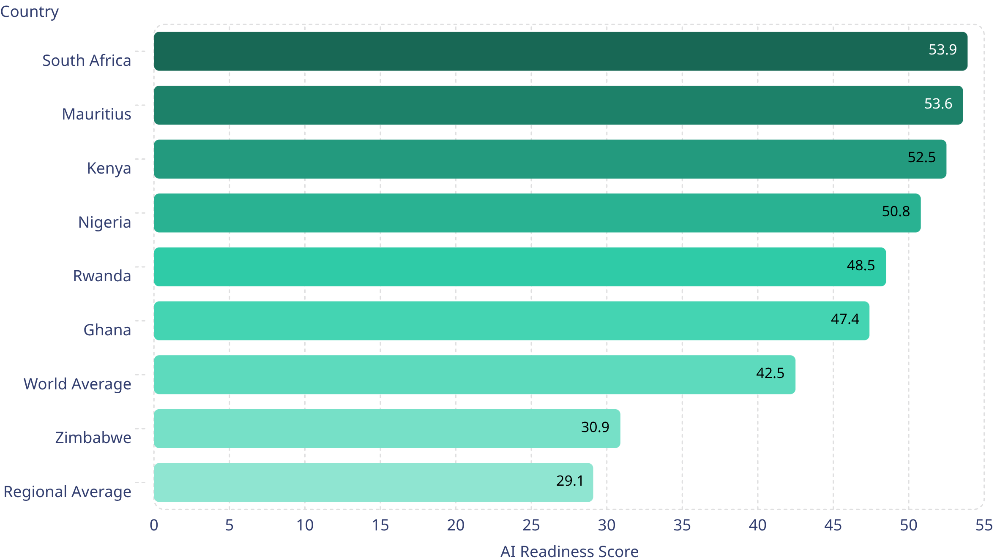 Country
South Africa 53.9
Mauritius 53.6
Kenya 52.5
Nigeria 50.8
Rwanda 48.5
Ghana 47.4
World Average 42.5
Zimbabwe 30.9
Regional Average 29.1
0 5 10 15 20 25 30 35 40 45 50 55
AI Readiness Score